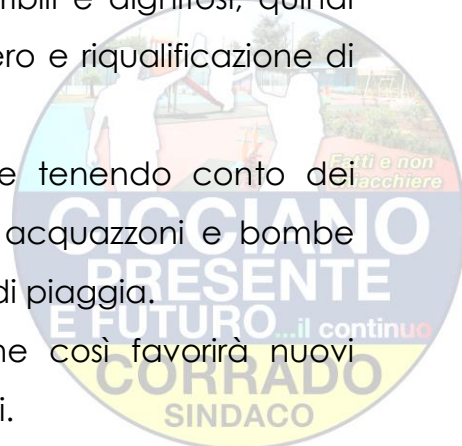 ibili e dignitosi, quindi
ero e riqualificazione di
e tenendo conto dei
acquazzoni e bombe
di piaggia.
ne così favorirà nuovi
i.
Fatti e non
chiacchiere
CICCIANO
PRESENTE
E FUTURO...il continuo
CORRADO
SINDACO